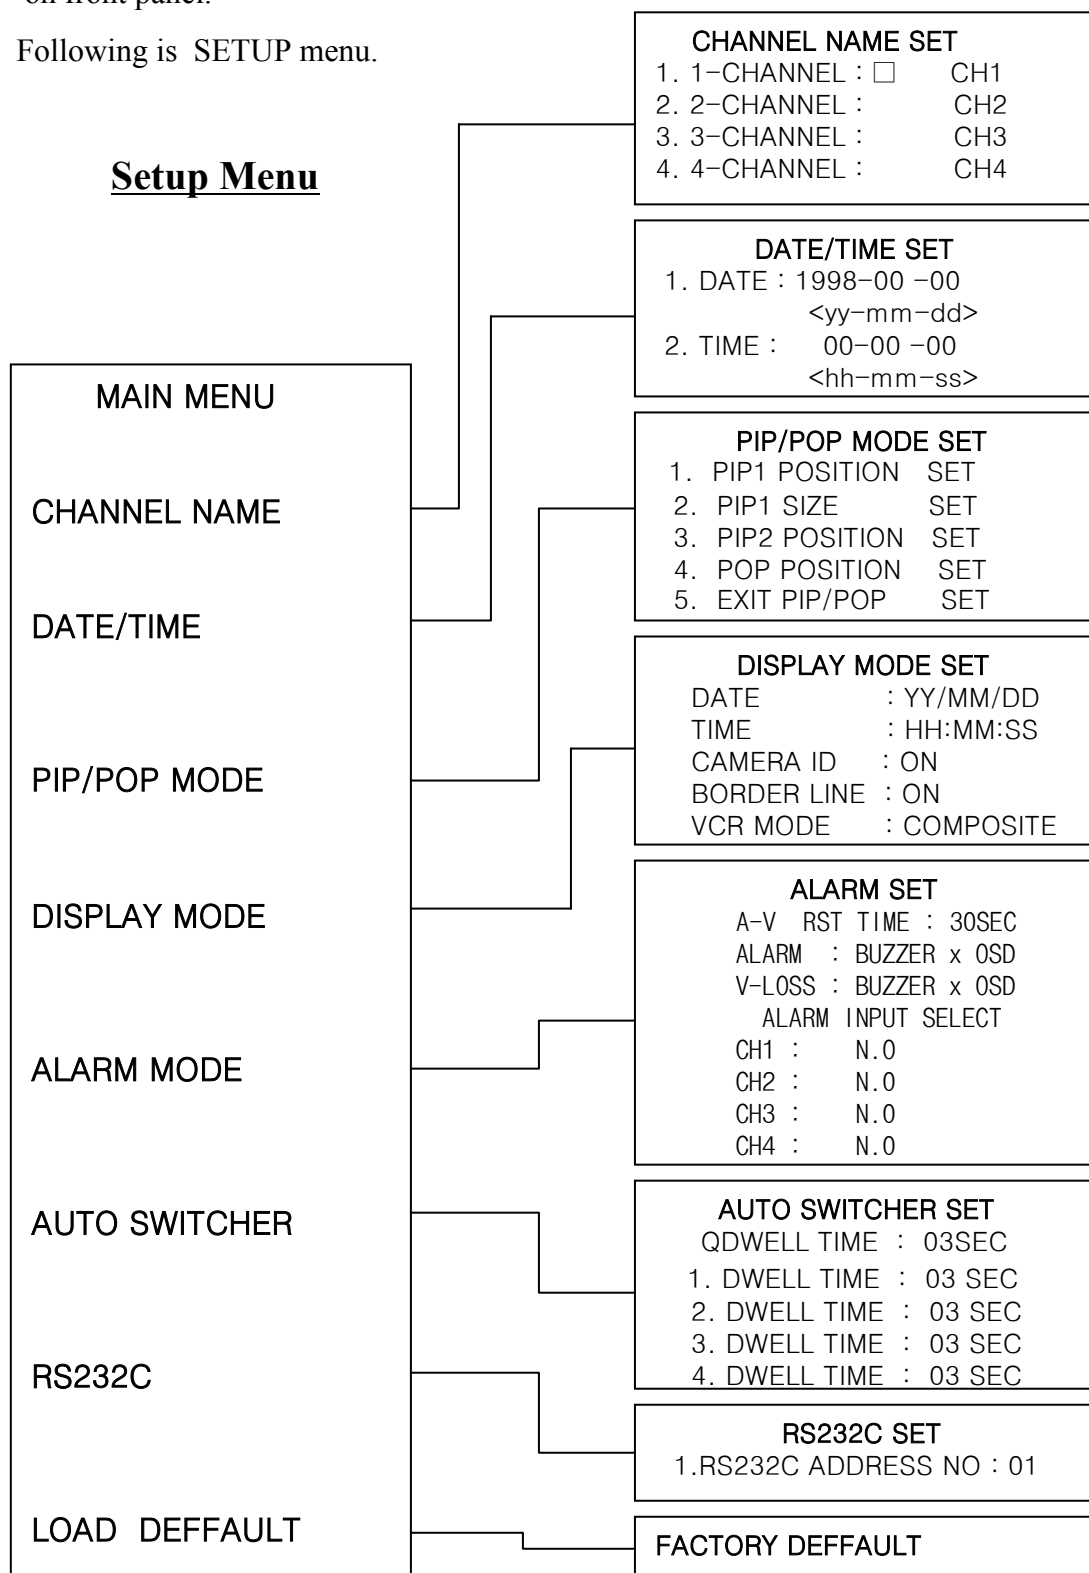 on front panel.
Following is SETUP menu.
Setup Menu
MAIN MENU
CHANNEL NAME
DATE/TIME
PIP/POP MODE
DISPLAY MODE
ALARM MODE
AUTO SWITCHER
RS232C
LOAD DEFFAULT
CHANNEL NAME SET
1. 1-CHANNEL : □ CH1
2. 2-CHANNEL : CH2
3. 3-CHANNEL : CH3
4. 4-CHANNEL : CH4
DATE/TIME SET
1. DATE : 1998-00 -00
<yy-mm-dd>
2. TIME : 00-00 -00
<hh-mm-ss>
PIP/POP MODE SET
1. PIP1 POSITION SET
2. PIP1 SIZE SET
3. PIP2 POSITION SET
4. POP POSITION SET
5. EXIT PIP/POP SET
DISPLAY MODE SET
DATE : YY/MM/DD
TIME : HH:MM:SS
CAMERA ID : ON
BORDER LINE : ON
VCR MODE : COMPOSITE
ALARM SET
A-V RST TIME : 30SEC
ALARM : BUZZER x OSD
V-LOSS : BUZZER x OSD
ALARM INPUT SELECT
CH1 : N.O
CH2 : N.O
CH3 : N.O
CH4 : N.O
AUTO SWITCHER SET
QDWELL TIME : 03SEC
1. DWELL TIME : 03 SEC
2. DWELL TIME : 03 SEC
3. DWELL TIME : 03 SEC
4. DWELL TIME : 03 SEC
RS232C SET
1.RS232C ADDRESS NO : 01
FACTORY DEFFAULT